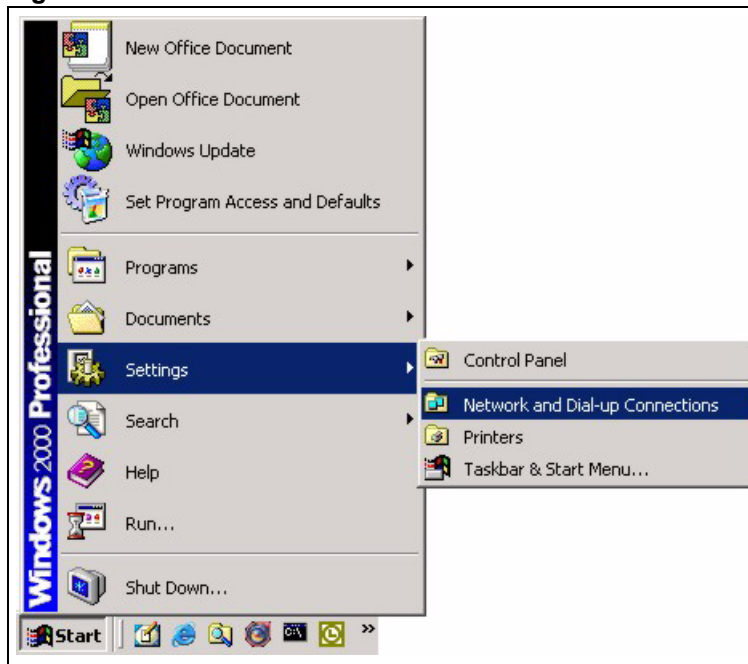 New Office Document
Open Office Document
Windows Update
Set Program Access and Defaults
Programs
Documents
Settings
Search
Help
Run...
Shut Down...
Windows 2000 Professional
Control Panel
Network and Dial-up Connections
Printers
Taskbar & Start Menu...
Start
»